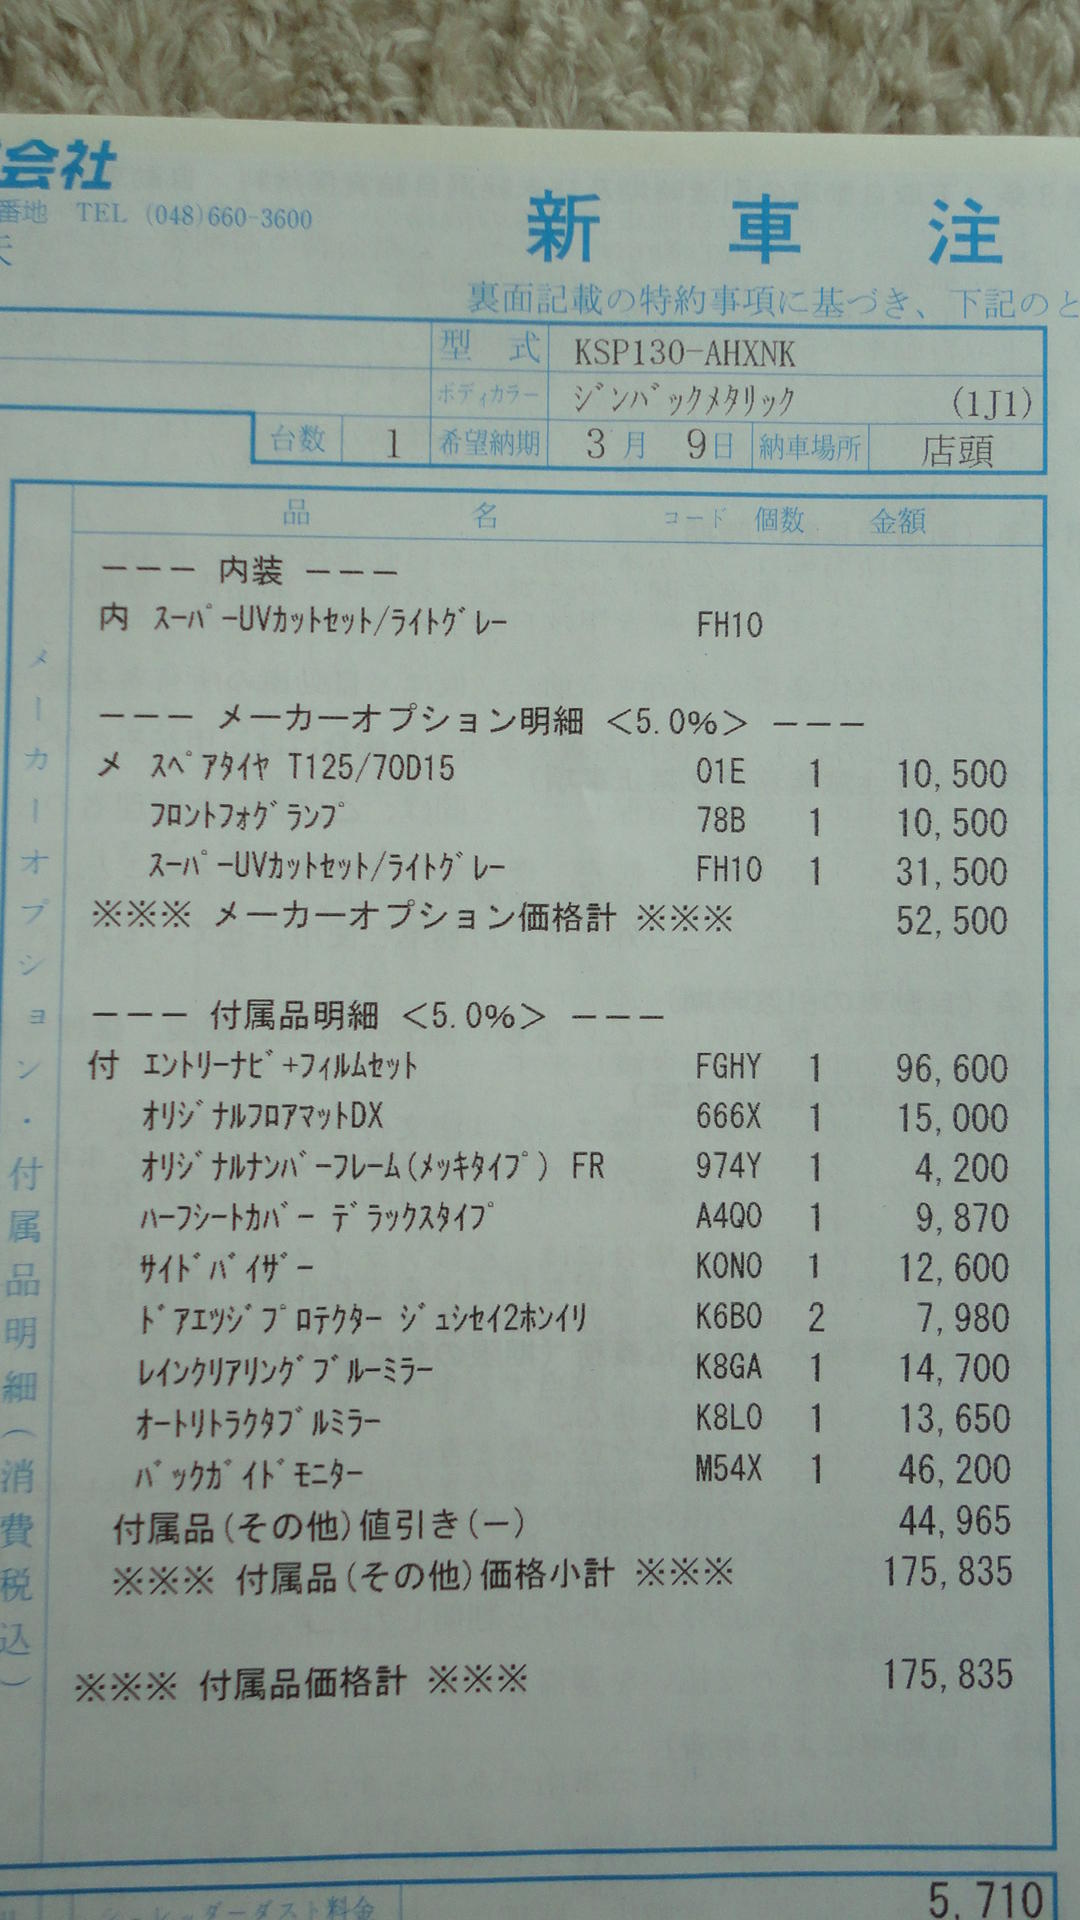 会社
番地 TEL (048)660-3600
新車注
裏面記載の特約事項に基づき、下記のと
型式 KSP130-AHXNK
ボディカラー ｼﾞﾝﾊﾞｯｸﾒﾀﾘｯｸ (1J1)
台数 1 希望納期 3月 9日 納車場所 店頭
品名 コード 個数 金額
メーカーオプション・付属品明細(消費税込)
--- 内装 ---
内 ｽｰﾊﾟｰUVｶｯﾄｾｯﾄ/ﾗｲﾄｸﾞﾚｰ FH10
--- メーカーオプション明細 <5.0%> ---
メ ｽﾍﾟｱﾀｲﾔ T125/70D15 01E 1 10,500
ﾌﾛﾝﾄﾌｫｸﾞﾗﾝﾌﾟ 78B 1 10,500
ｽｰﾊﾟｰUVｶｯﾄｾｯﾄ/ﾗｲﾄｸﾞﾚｰ FH10 1 31,500
※※※ メーカーオプション価格計 ※※※ 52,500
--- 付属品明細 <5.0%> ---
付 ｴﾝﾄﾘｰﾅﾋﾞ+ﾌｨﾙﾑｾｯﾄ FGHY 1 96,600
ｵﾘｼﾞﾅﾙﾌﾛｱﾏｯﾄDX 666X 1 15,000
ｵﾘｼﾞﾅﾙﾅﾝﾊﾞｰﾌﾚｰﾑ(ﾒｯｷﾀｲﾌﾟ) FR 974Y 1 4,200
ﾊｰﾌｼｰﾄｶﾊﾞｰ ﾃﾞﾗｯｸｽﾀｲﾌﾟ A4Q0 1 9,870
ｻｲﾄﾞﾊﾞｲｻﾞｰ K0N0 1 12,600
ﾄﾞｱｴﾂｼﾞﾌﾟﾛﾃｸﾀｰ ｼﾞｭｼｾｲ2ﾎﾝｲﾘ K6B0 2 7,980
ﾚｲﾝｸﾘｱﾘﾝｸﾞﾌﾞﾙｰﾐﾗｰ K8GA 1 14,700
ｵｰﾄﾘﾄﾗｸﾀﾌﾞﾙﾐﾗｰ K8L0 1 13,650
ﾊﾞｯｸｶﾞｲﾄﾞﾓﾆﾀｰ M54X 1 46,200
付属品(その他)値引き(ー) 44,965
※※※ 付属品(その他)価格小計 ※※※ 175,835
※※※ 付属品価格計 ※※※ 175,835
シュレッダーダスト料金 5,710